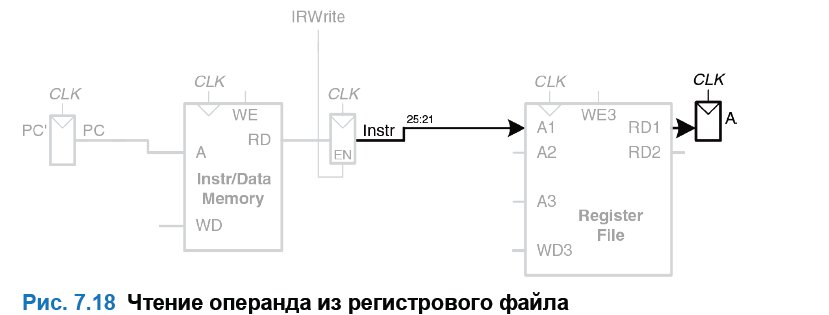 IRWrite
CLK
CLK
CLK
CLK
CLK
PC'
PC
WE
RD
A
EN
Instr
25:21
A1
WE3
RD1
A
A2
RD2
Instr/Data
Memory
WD
A3
Register
File
WD3
Рис. 7.18 Чтение операнда из регистрового файла